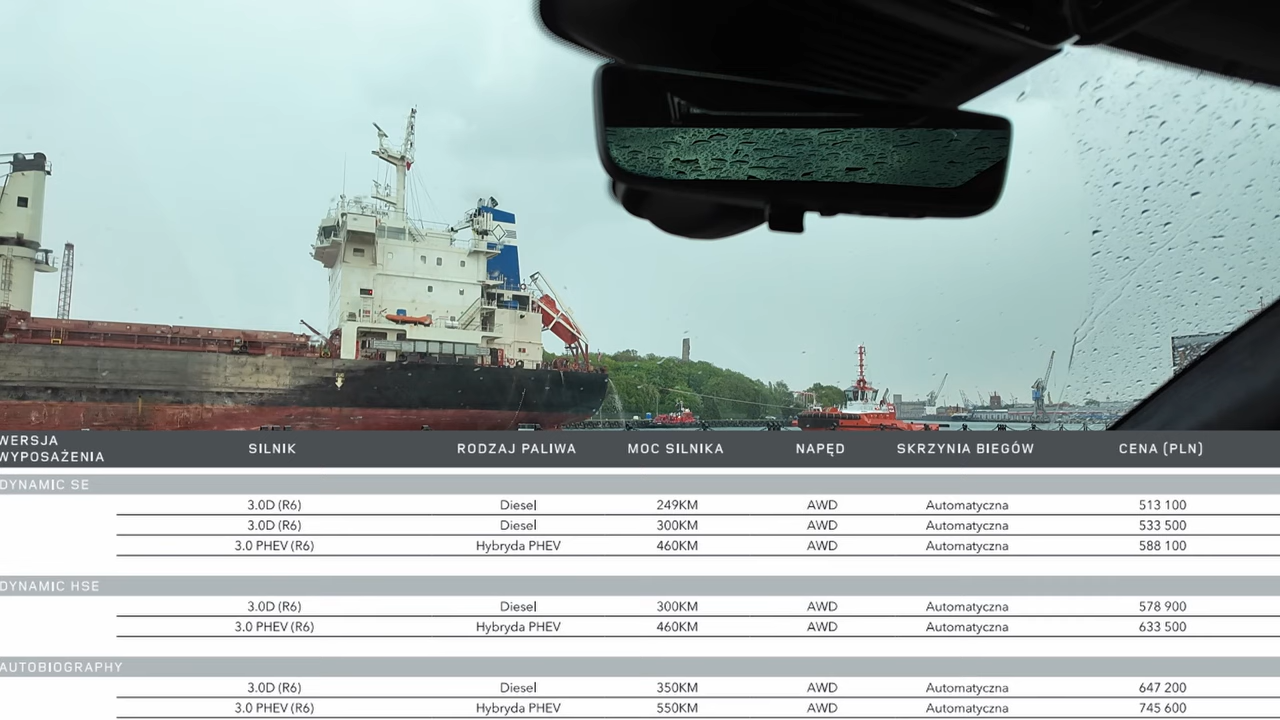 WERSJA
WYPOSAŻENIA SILNIK RODZAJ PALIWA MOC SILNIKA NAPĘD SKRZYNIA BIEGÓW CENA (PLN)
DYNAMIC SE
3.0D (R6) Diesel 249KM AWD Automatyczna 513 100
3.0D (R6) Diesel 300KM AWD Automatyczna 533 500
3.0 PHEV (R6) Hybryda PHEV 460KM AWD Automatyczna 588 100
DYNAMIC HSE
3.0D (R6) Diesel 300KM AWD Automatyczna 578 900
3.0 PHEV (R6) Hybryda PHEV 460KM AWD Automatyczna 633 500
AUTOBIOGRAPHY
3.0D (R6) Diesel 350KM AWD Automatyczna 647 200
3.0 PHEV (R6) Hybryda PHEV 550KM AWD Automatyczna 745 600